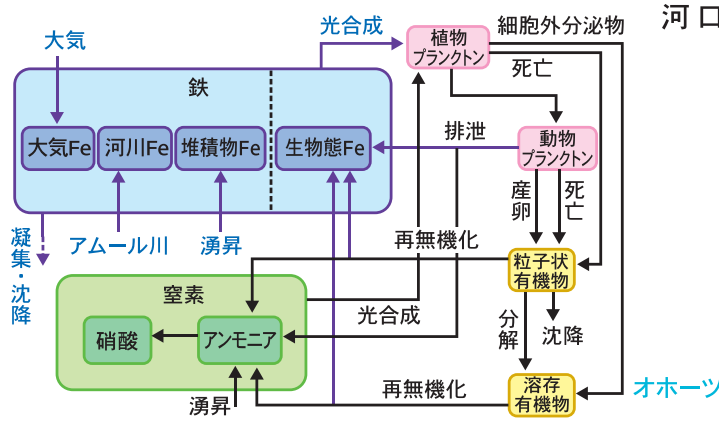 河口
光合成
植物
プランクトン
細胞外分泌物
大気
死亡
鉄
排泄
動物
プランクトン
大気Fe
河川Fe
堆積物Fe
生物態Fe
産卵
死亡
凝集・沈降
アムール川
湧昇
再無機化
粒子状
有機物
窒素
光合成
分解
沈降
硝酸
アンモニア
溶存
有機物
再無機化
湧昇
オホーツ